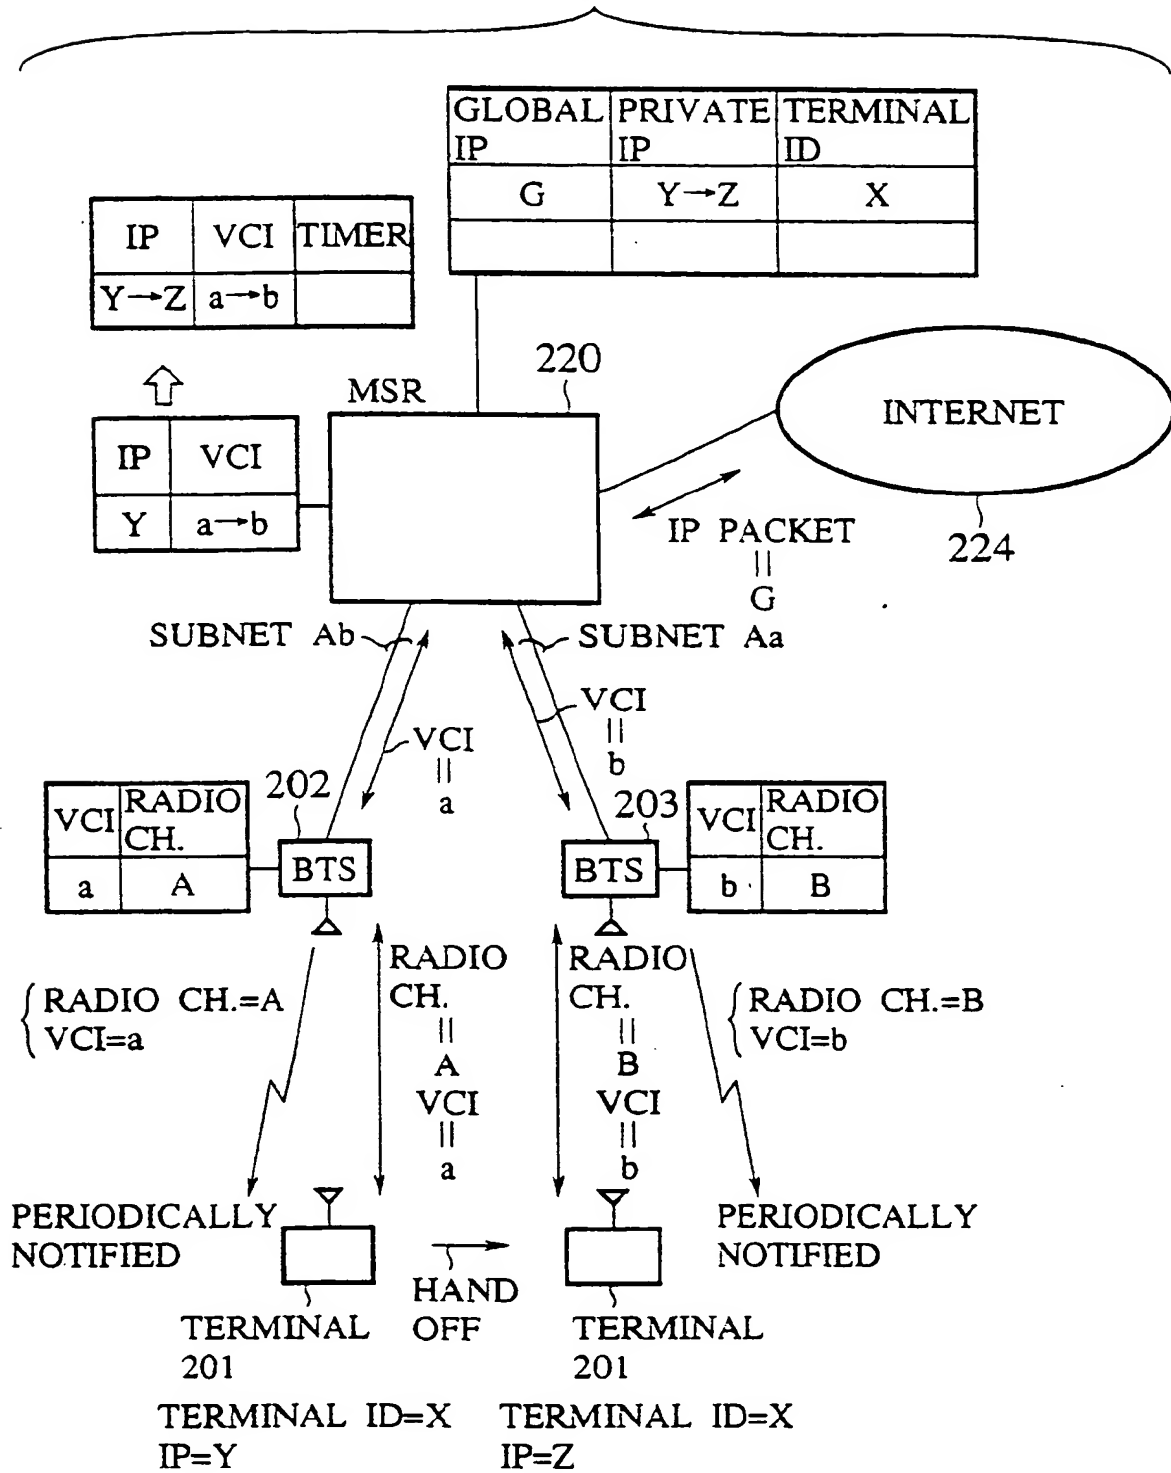 GLOBAL IP
PRIVATE IP
TERMINAL ID
G
Y→Z
X
IP
VCI
TIMER
Y→Z
a→b
220
MSR
INTERNET
IP
VCI
Y
a→b
IP PACKET
=
G
224
SUBNET Ab
SUBNET Aa
VCI
=
a
VCI
=
b
202
203
VCI
RADIO CH.
a
A
BTS
BTS
VCI
RADIO CH.
b
B
RADIO CH.=A
VCI=a
RADIO
CH.
=
A
VCI
=
a
RADIO
CH.
=
B
VCI
=
b
RADIO CH.=B
VCI=b
PERIODICALLY
NOTIFIED
PERIODICALLY
NOTIFIED
HAND
OFF
TERMINAL
201
TERMINAL
201
TERMINAL ID=X
IP=Y
TERMINAL ID=X
IP=Z